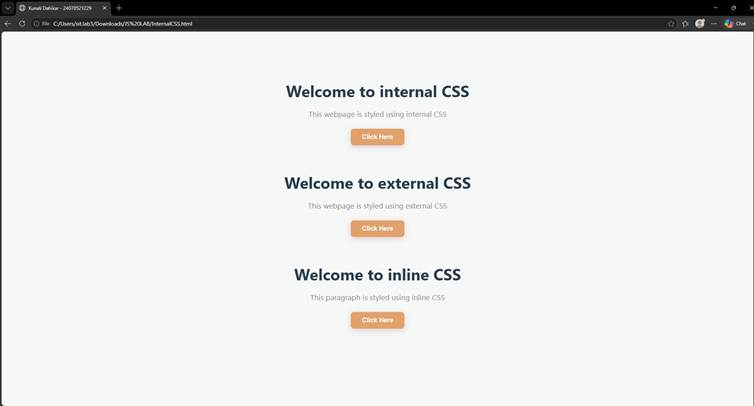 Kunali Dahikar - 24070521229
File C:/Users/sit.lab3/Downloads/JS%20LAB/InternalCSS.html
Chat
Welcome to internal CSS
This webpage is styled using internal CSS
Click Here
Welcome to external CSS
This webpage is styled using external CSS
Click Here
Welcome to inline CSS
This paragraph is styled using inline CSS
Click Here